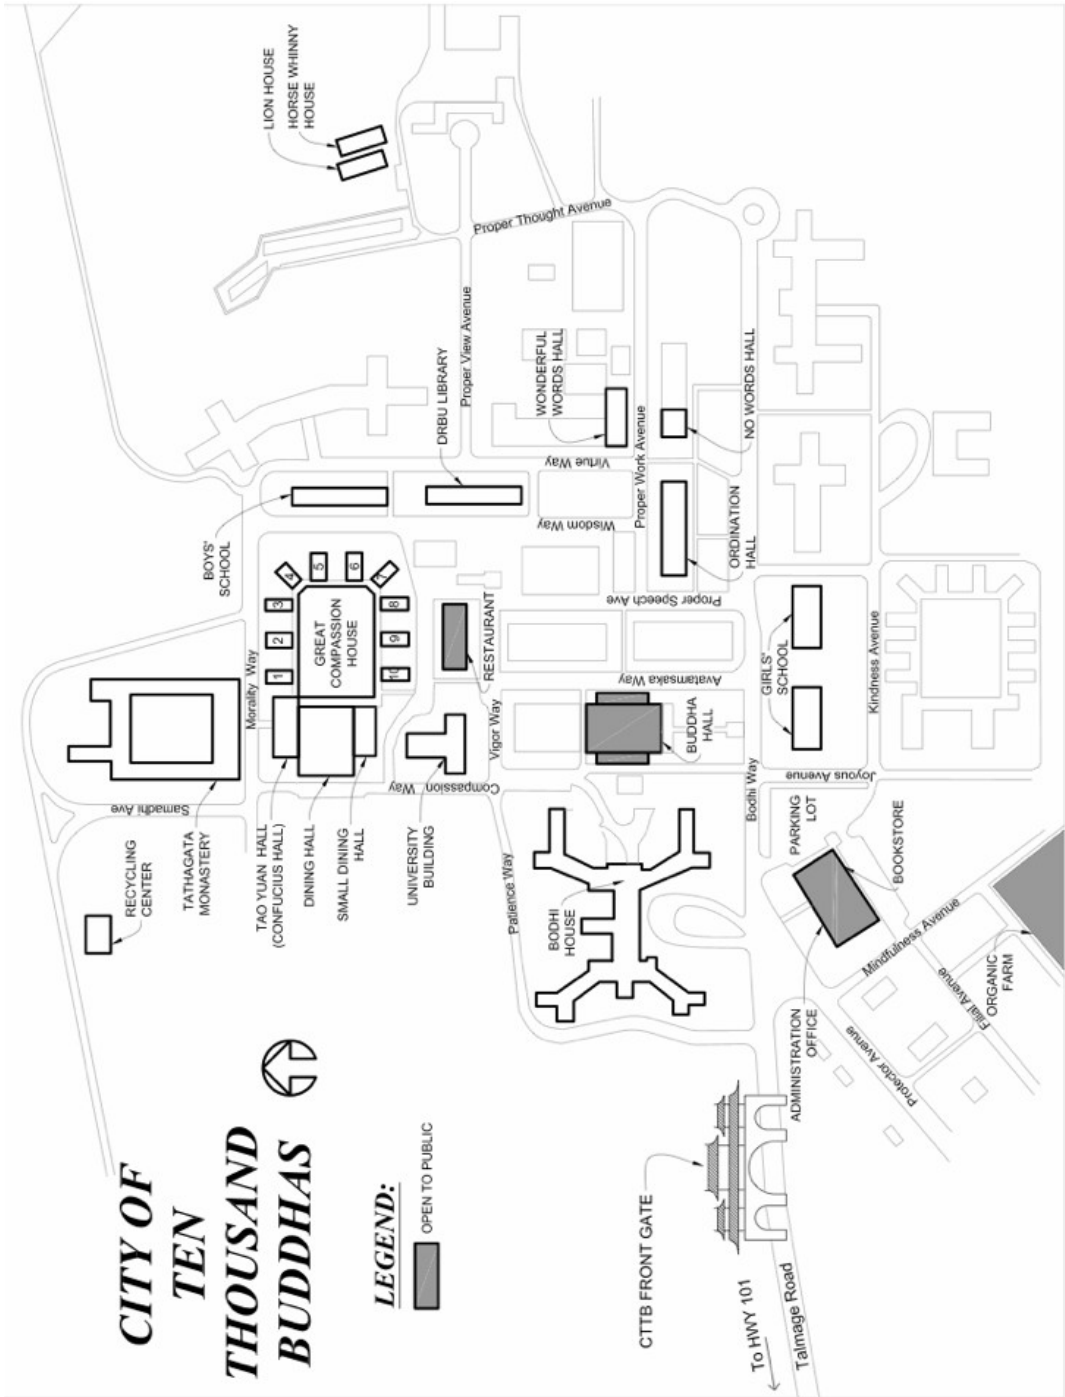 CITY OF
TEN
THOUSAND
BUDDHAS
LEGEND:
OPEN TO PUBLIC
LION HOUSE
HORSE WHINNY
HOUSE
Proper Thought Avenue
Proper View Avenue
DRBU LIBRARY
WONDERFUL
WORDS HALL
NO WORDS HALL
Virtue Way
Proper Work Avenue
Wisdom Way
ORDINATION
HALL
BOYS'
SCHOOL
Proper Speech Ave
1
2
3
4
5
6
7
8
9
10
GREAT
COMPASSION
HOUSE
RESTAURANT
Morality Way
Avatamsaka Way
GIRLS'
SCHOOL
Kindness Avenue
Vigor Way
BUDDHA
HALL
Compassion
Way
Bodhi Way
Joyous Avenue
Samadhi Ave
TATHAGATA
MONASTERY
RECYCLING
CENTER
TAO YUAN HALL
(CONFUCIUS HALL)
DINING HALL
SMALL DINING
HALL
UNIVERSITY
BUILDING
Patience Way
BODHI
HOUSE
PARKING
LOT
BOOKSTORE
Mindfulness Avenue
Filial Avenue
ORGANIC
FARM
Protector Avenue
ADMINISTRATION
OFFICE
CTTB FRONT GATE
To HWY 101
Talmage Road